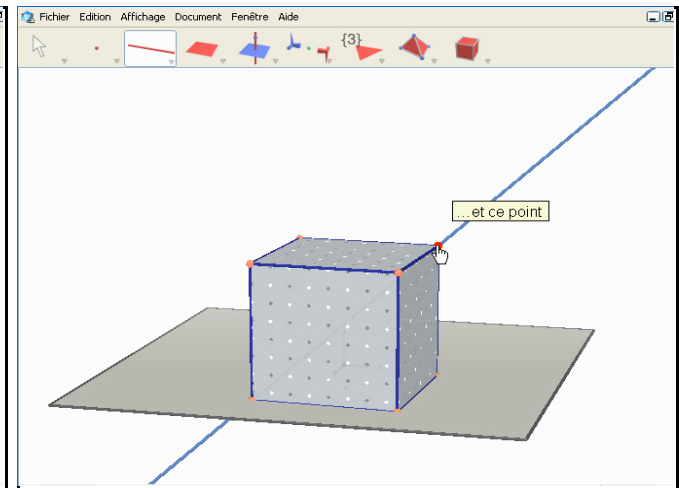 Fichier Edition Affichage Document Fenêtre Aide
{3}
...et ce point